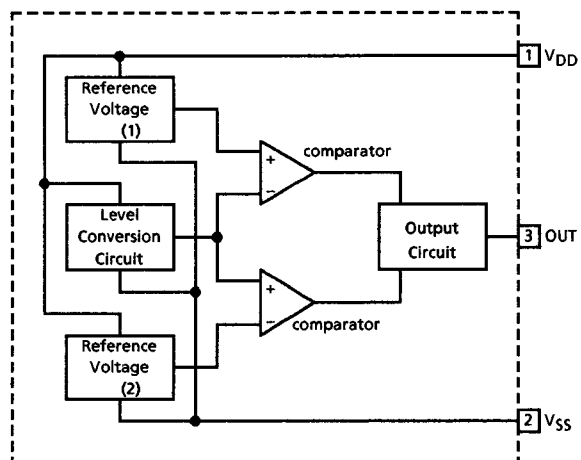 1 VDD
Reference
Voltage
(1)
comparator
+
−
Level
Conversion
Circuit
Output
Circuit
3 OUT
+
−
comparator
Reference
Voltage
(2)
2 VSS